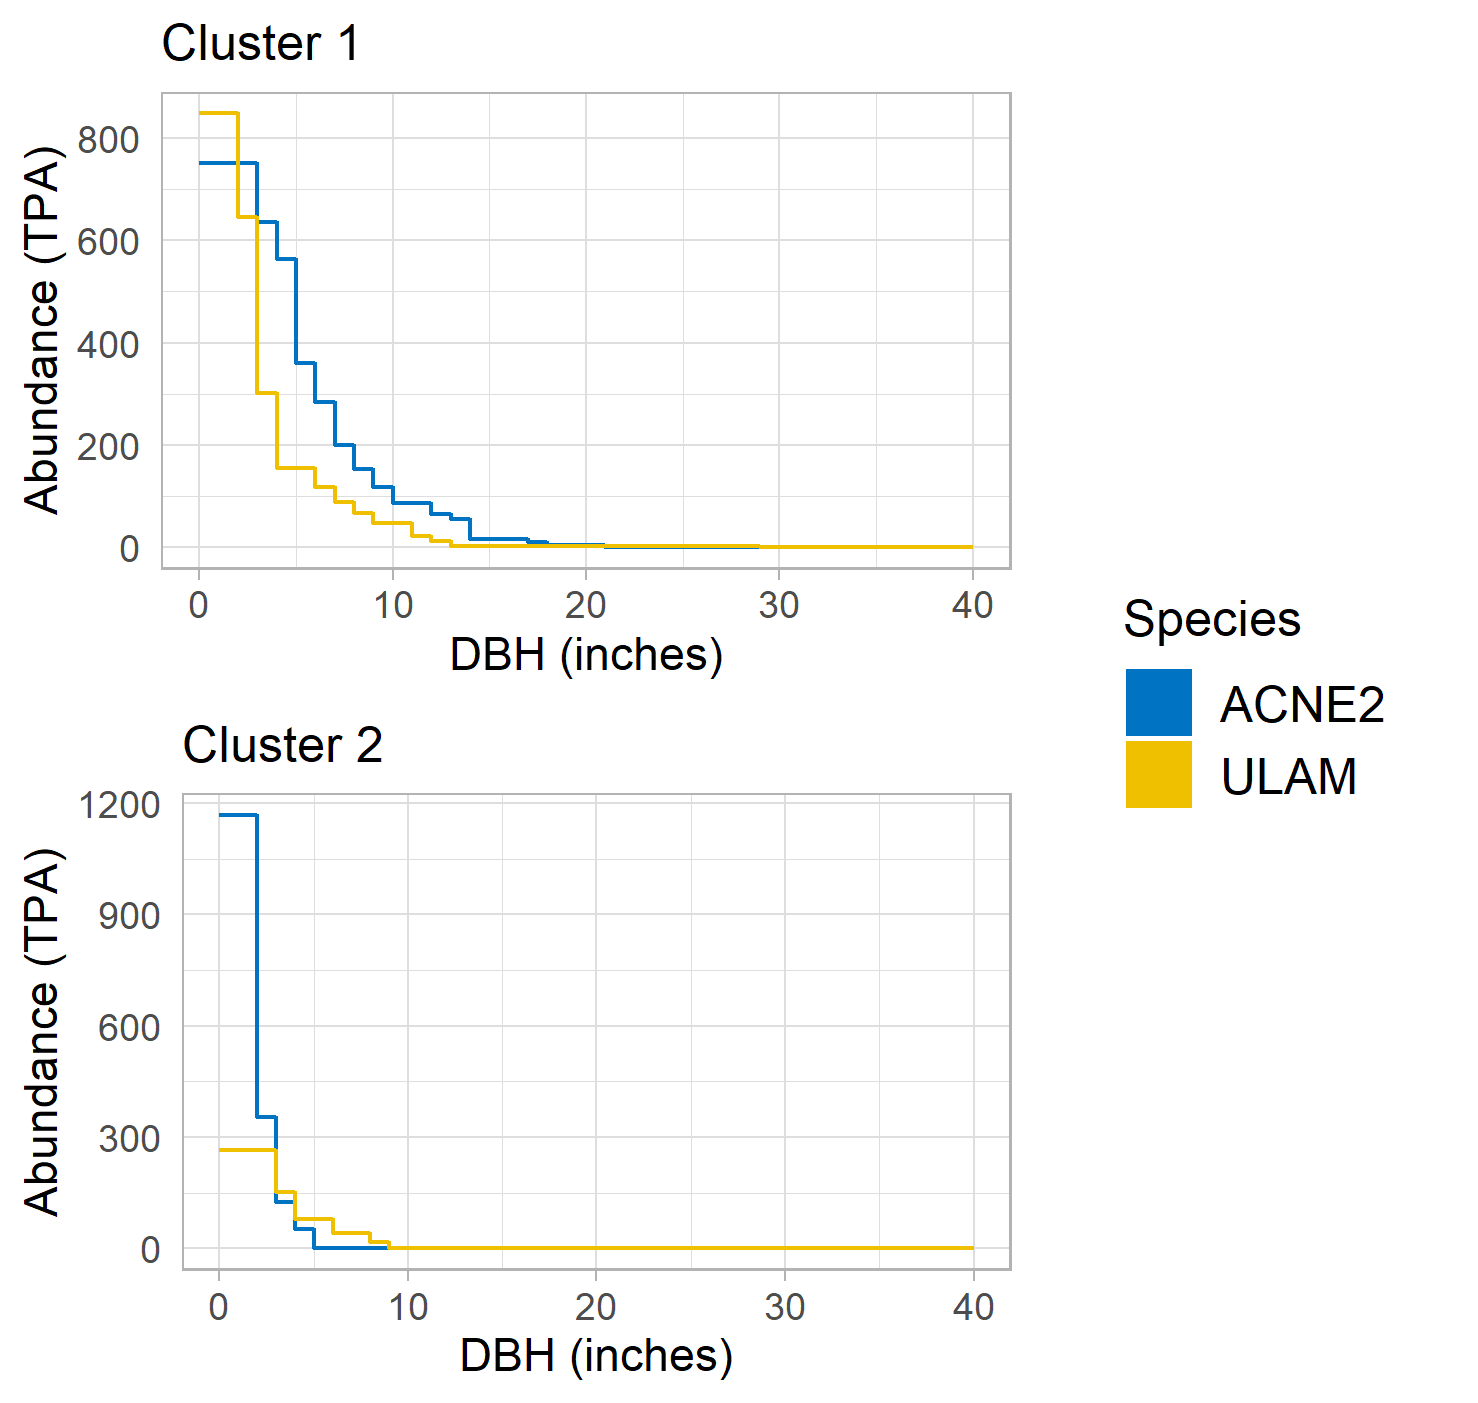 Cluster 1
Abundance (TPA)
800
600
400
200
0
0 10 20 30 40
DBH (inches)
Species
ACNE2
ULAM
Cluster 2
Abundance (TPA)
1200
900
600
300
0
0 10 20 30 40
DBH (inches)